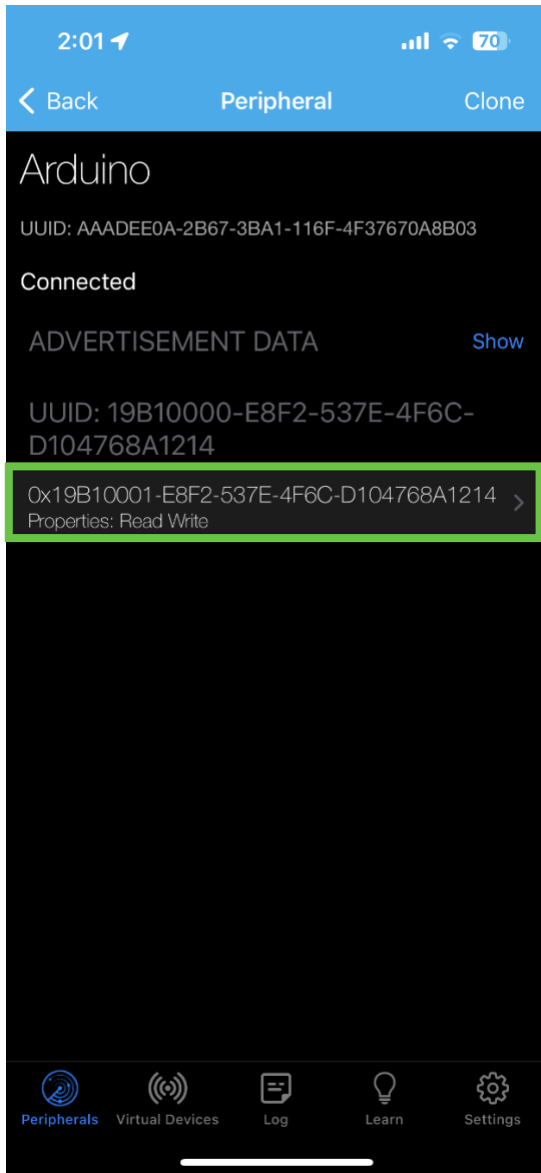 2:01
70
Back
Peripheral
Clone
Arduino
UUID: AAADEE0A-2B67-3BA1-116F-4F37670A8B03
Connected
ADVERTISEMENT DATA
Show
UUID: 19B10000-E8F2-537E-4F6C-
D104768A1214
0x19B10001-E8F2-537E-4F6C-D104768A1214
Properties: Read Write
Peripherals
Virtual Devices
Log
Learn
Settings